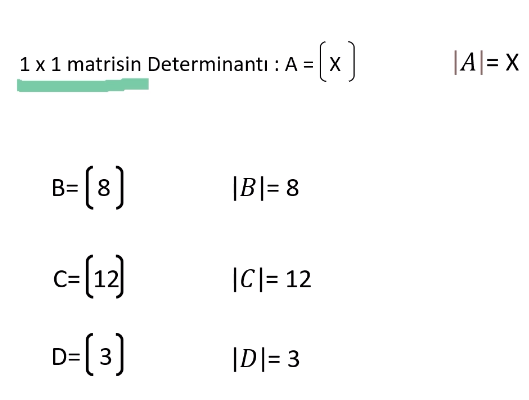 1 x 1 matrisin Determinantı : A = (x) |A|= x
B= (8) |B|= 8
C= (12) |C|= 12
D= (3) |D|= 3